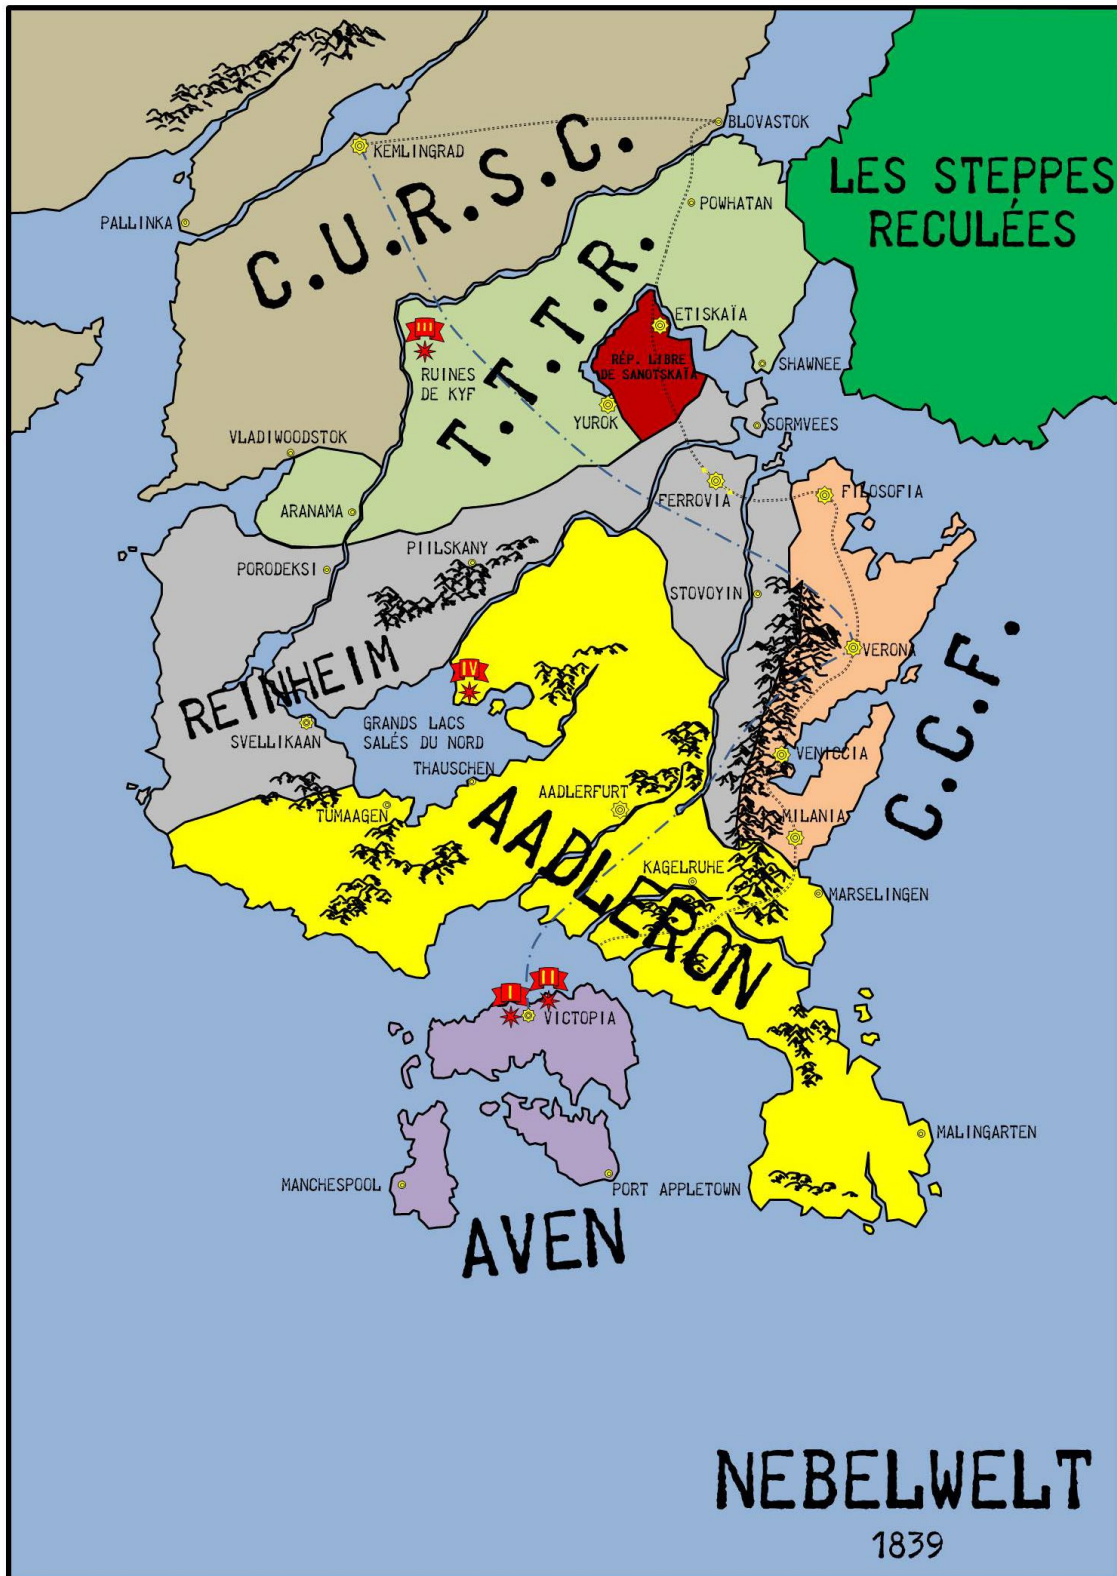 BLOVASTOK
KEMLINGRAD
C.U.R.S.C.
LES STEPPES
RECULÉES
PALLINKA
POWHATAN
T.T.T.R.
ETISKAÏA
III
RÉP. LIBRE
DE SANOTSKAÏA
SHAWNEE
RUINES
DE KYF
YUROK
SORMVEES
VLADIWOODSTOK
FERROVIA
FILOSOFIA
ARANAMA
PIILSKANY
PORODEKSI
STOVOYIN
REINHEIM
VERONA
IV
C.C.F.
GRANDS LACS
SALÉS DU NORD
SVELLIKAAN
VENICCIA
THAUSCHEN
AADLERFURT
TUMAAGEN
MILANIA
AADLERON
KAGELRUHE
MARSELINGEN
I
II
VICTOPIA
MALINGARTEN
MANCHESPOOL
PORT APPLETOWN
AVEN
NEBELWELT
1839